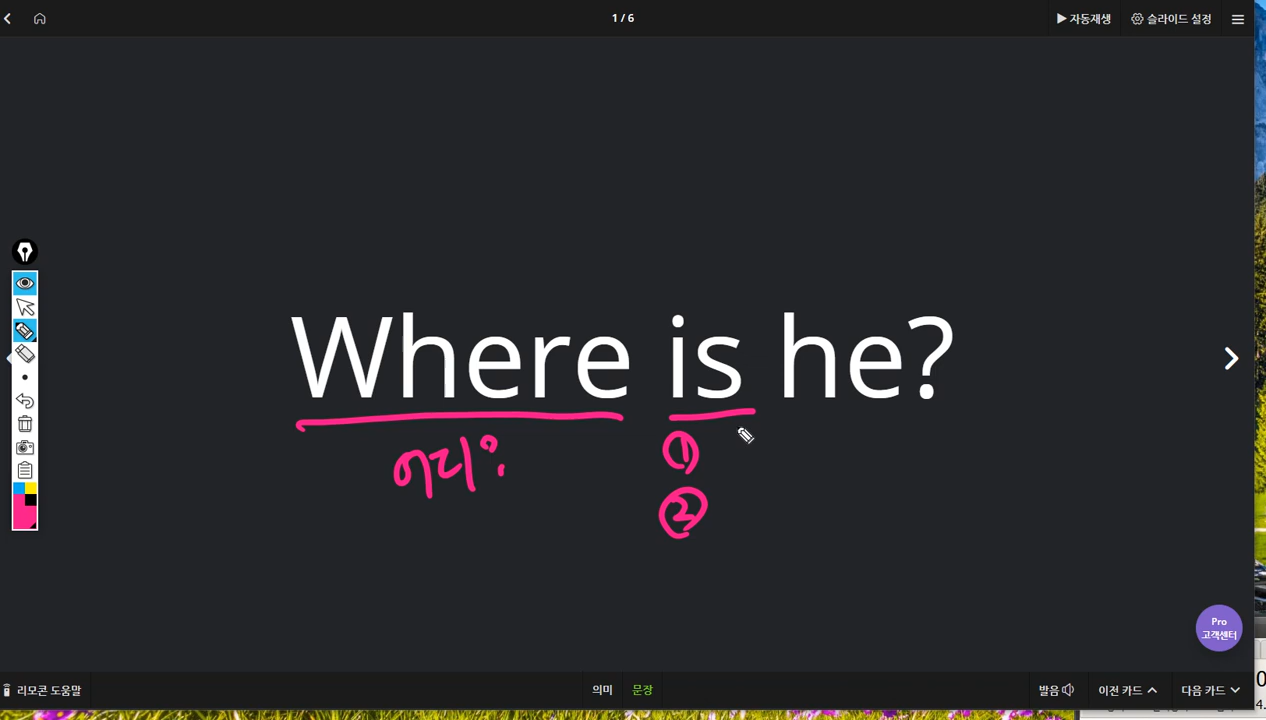 1 / 6
▶ 자동재생
슬라이드 설정
Where is he?
어디?
①
②
Pro
고객센터
리모콘 도움말
의미
문장
발음
이전 카드
다음 카드